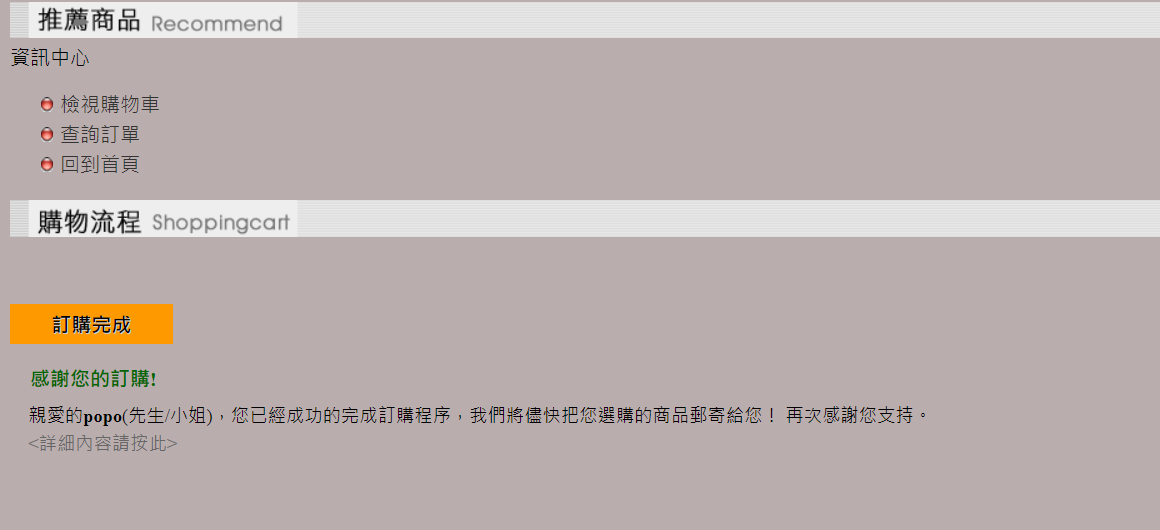 推薦商品 Recommend
資訊中心
檢視購物車
查詢訂單
回到首頁
購物流程 Shoppingcart
訂購完成
感謝您的訂購!
親愛的popo(先生/小姐)，您已經成功的完成訂購程序，我們將儘快把您選購的商品郵寄給您！ 再次感謝您支持。
<詳細內容請按此>